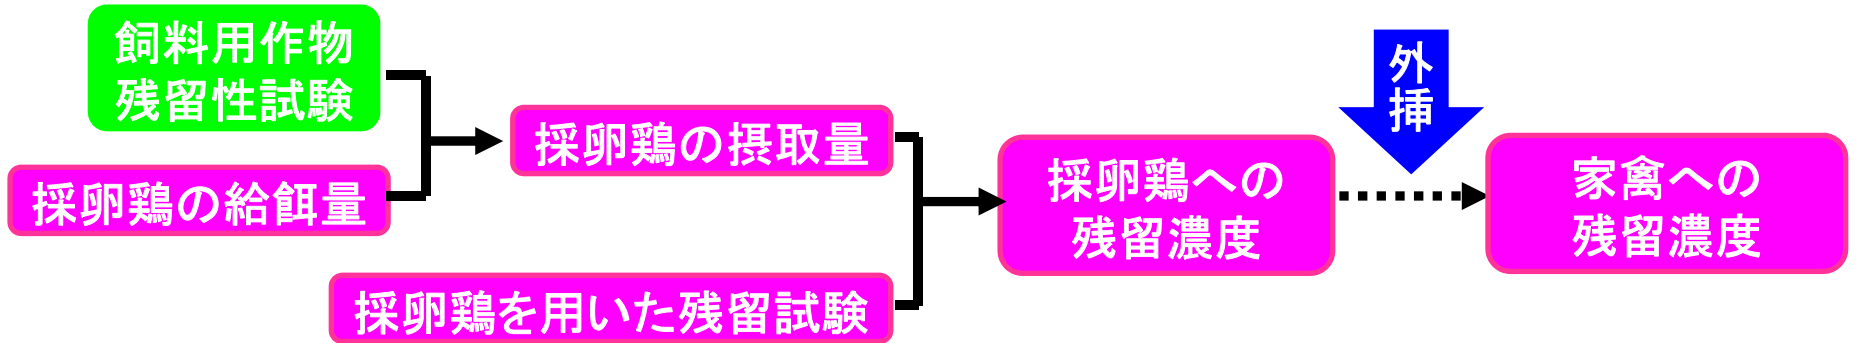 飼料用作物
残留性試験
採卵鶏の給餌量
採卵鶏の摂取量
採卵鶏を用いた残留試験
採卵鶏への
残留濃度
外
挿
家禽への
残留濃度